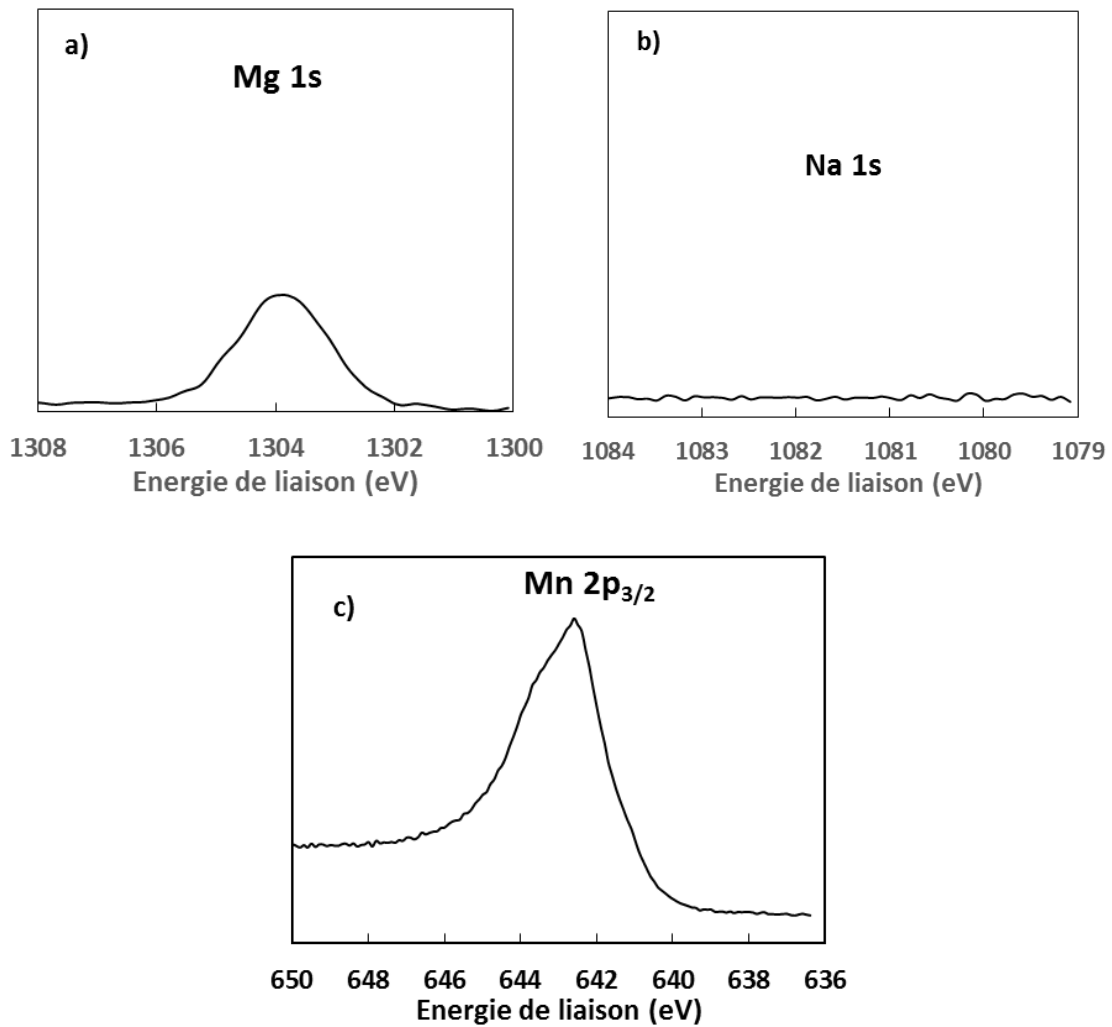 a)
Mg 1s
1308 1306 1304 1302 1300
Energie de liaison (eV)
b)
Na 1s
1084 1083 1082 1081 1080 1079
Energie de liaison (eV)
c)
Mn 2p3/2
650 648 646 644 642 640 638 636
Energie de liaison (eV)